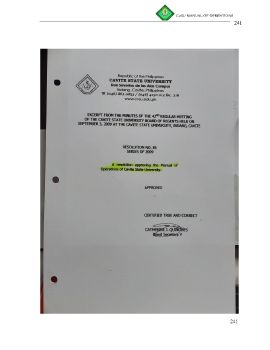 CvSU MANUAL OF OPERATIONS
241
Republic of the Philippines
CAVITE STATE UNIVERSITY
Don Severino de las Alas Campus
Indang, Cavite, Philippines
www.cvsu.edu.ph
EXCERPT FROM THE MINUTES OF THE 42ND REGULAR MEETING
OF THE CAVITE STATE UNIVERSITY BOARD OF REGENTS HELD ON
SEPTEMBER 3, 2009 AT THE CAVITE STATE UNIVERSITY, INDANG, CAVITE
RESOLUTION NO. 85
SERIES OF 2009
A resolution approving the Manual of
Operations of Cavite State University.
APPROVED
CERTIFIED TRUE AND CORRECT
CATHERINE
Board Secretary V
241